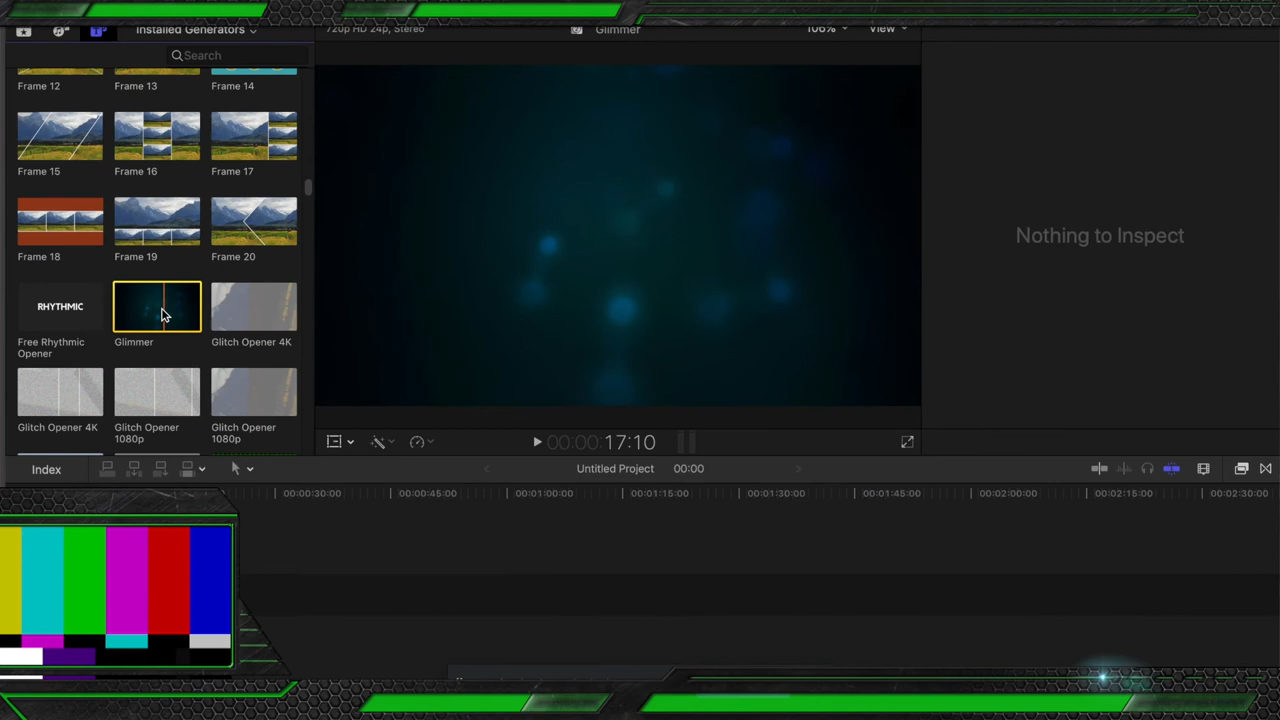 Installed Generators
720p HD 24p, Stereo
Glimmer
106%
View
Search
Frame 12
Frame 13
Frame 14
Frame 15
Frame 16
Frame 17
Frame 18
Frame 19
Frame 20
RHYTHMIC
Free Rhythmic
Opener
Glimmer
Glitch Opener 4K
Glitch Opener 4K
Glitch Opener
1080p
Glitch Opener
1080p
Nothing to Inspect
00:00:00:17:10
Index
Untitled Project
00:00
00:00:30:00
00:00:45:00
00:01:00:00
00:01:15:00
00:01:30:00
00:01:45:00
00:02:00:00
00:02:15:00
00:02:30:00